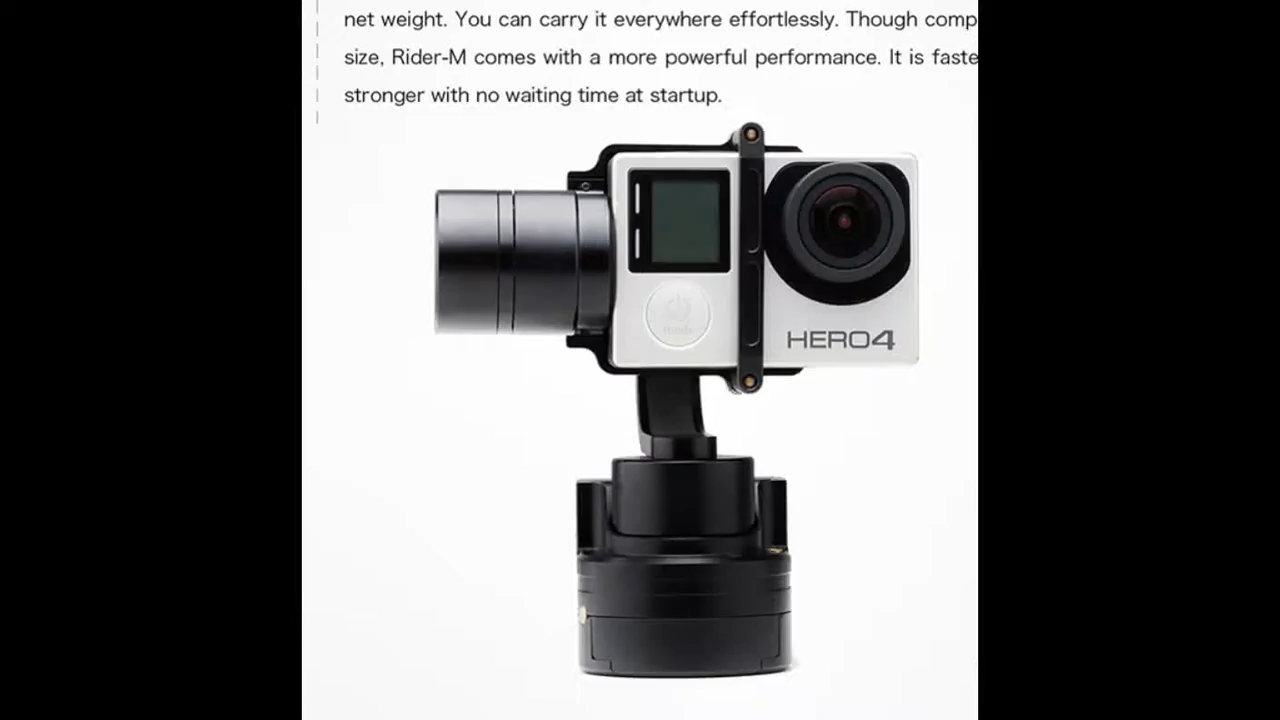 net weight. You can carry it everywhere effortlessly. Though comp
size, Rider-M comes with a more powerful performance. It is faste
stronger with no waiting time at startup.
mode
HERO4